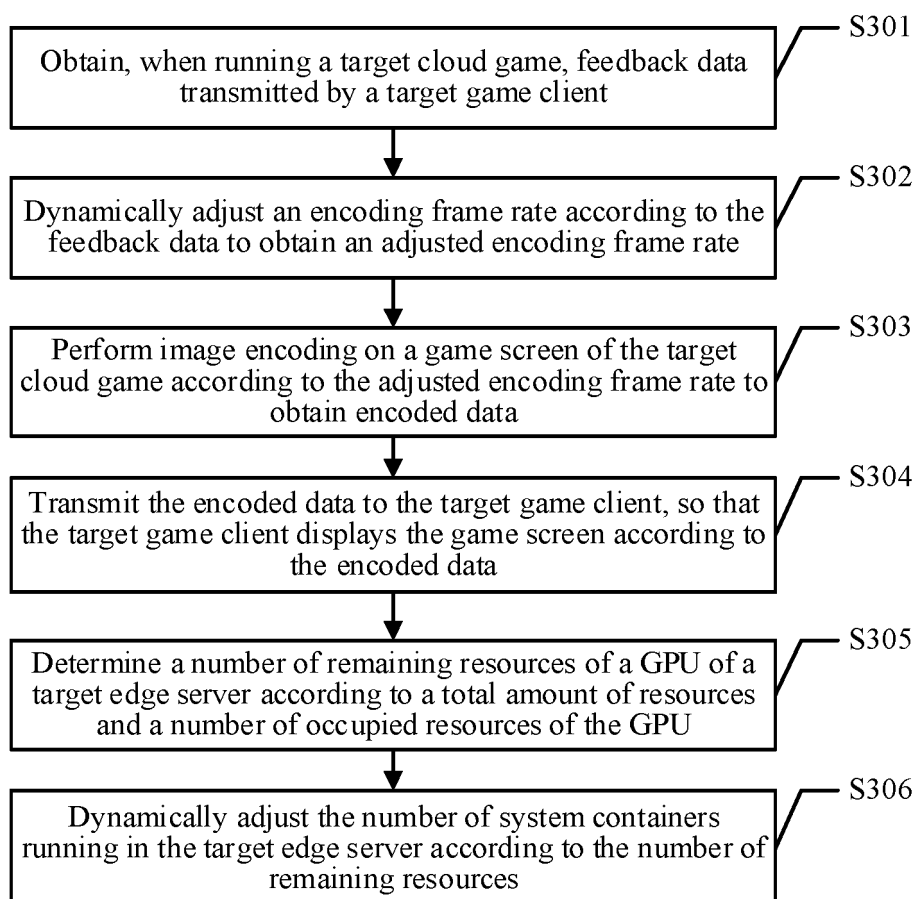 S301
Obtain, when running a target cloud game, feedback data
transmitted by a target game client
S302
Dynamically adjust an encoding frame rate according to the
feedback data to obtain an adjusted encoding frame rate
S303
Perform image encoding on a game screen of the target
cloud game according to the adjusted encoding frame rate to
obtain encoded data
S304
Transmit the encoded data to the target game client, so that
the target game client displays the game screen according to
the encoded data
S305
Determine a number of remaining resources of a GPU of a
target edge server according to a total amount of resources
and a number of occupied resources of the GPU
S306
Dynamically adjust the number of system containers
running in the target edge server according to the number of
remaining resources